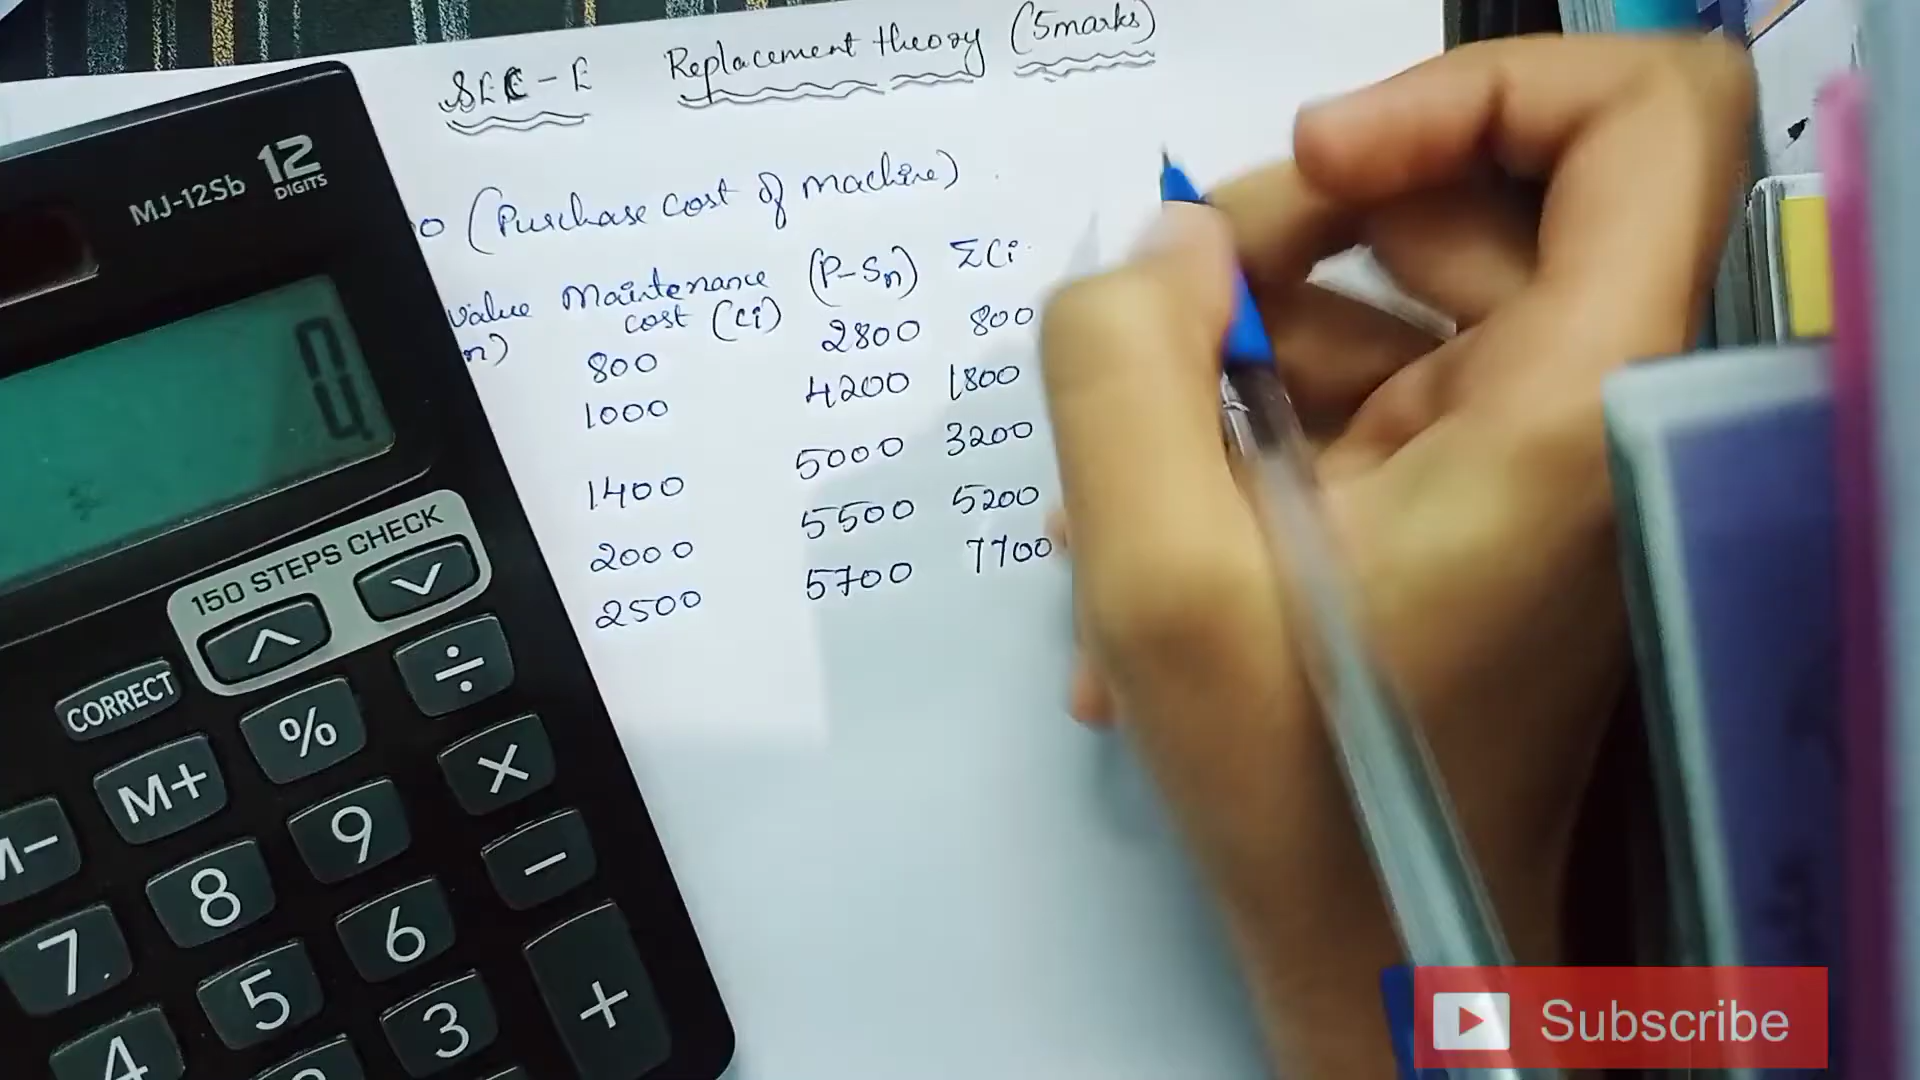 SEC - E Replacement theory (5marks)
0 (Purchase cost of machine)
value Maintenance cost (Ci) (P-Sn) ΣCi
n)
800 2800 800
1000 4200 1800
1400 5000 3200
2000 5500 5200
2500 5700 7700
MJ-12Sb 12 DIGITS
0
150 STEPS CHECK
CORRECT
÷
M+ % ×
M- 9 −
8 6
7 5 3 +
4
Subscribe